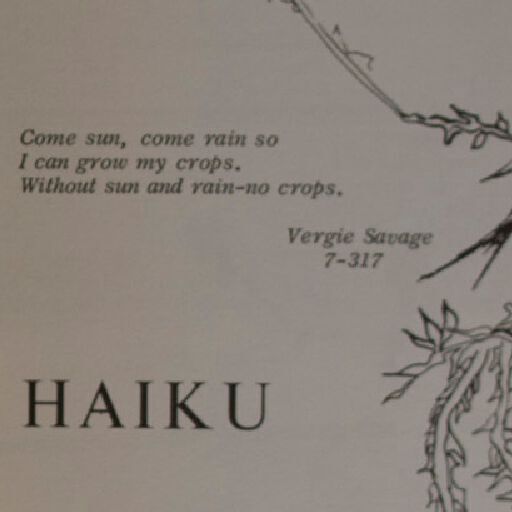 Come sun, come rain so
I can grow my crops.
Without sun and rain-no crops.
Vergie Savage
7-317
HAIKU